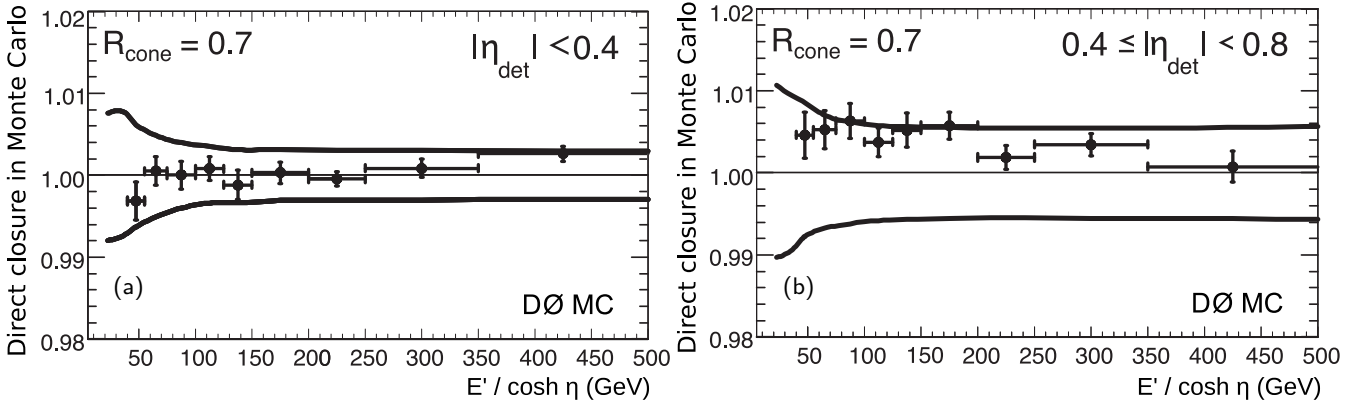 Direct closure in Monte Carlo
1.02
1.01
1.00
0.99
0.98
R_cone = 0.7
|η_det| < 0.4
(a)
DØ MC
50 100 150 200 250 300 350 400 450 500
E' / cosh η (GeV)
Direct closure in Monte Carlo
1.02
1.01
1.00
0.99
0.98
R_cone = 0.7
0.4 ≤ |η_det| < 0.8
(b)
DØ MC
50 100 150 200 250 300 350 400 450 500
E' / cosh η (GeV)